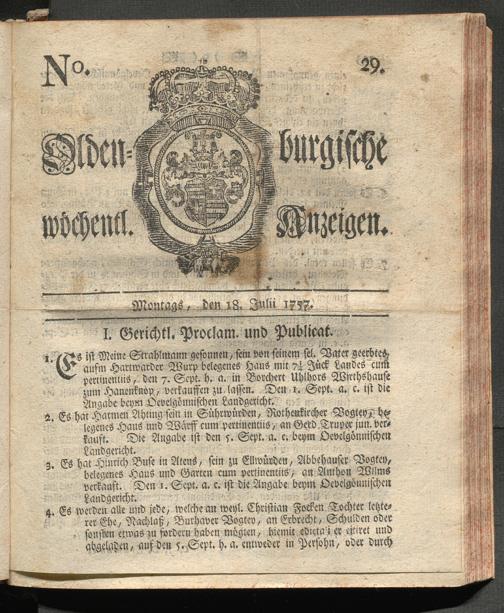 No. 29.
Olden- burgische
wöchentl. Anzeigen.
Montags, den 18. Julii 1757.
I. Gerichtl. Proclam. und Publicat.
1. Es ist Meine Strahlmann gesonnen, sein von seinem sel. Vater geerbtes,
aufm Hartwarder Wurp belegenes Haus mit 7½ Jück Landes cum
pertinentiis, den 7. Sept. h. a. in Borchert Uhlhors Wirthshause
zum Hanenknop, verkauffen zu lassen. Den 1. Sept. a. c. ist die
Angabe beym Oevelgönnischen Landgericht.
2. Es hat Harmen Ahting sein in Sührwürden, Rothenkircher Vogtey, be-
legenes Haus und Warff cum pertinentiis, an Gerd Truper jun. ver-
kauft. Die Angabe ist den 5. Sept. a. c. beym Oevelgönnischen
Landgericht.
3. Es hat Hinrich Buse in Atens, sein zu Ellwürden, Abbehauser Vogtey,
belegenes Haus und Garten cum pertinentiis, an Anthon Wilms
verkauft. Den 1. Sept. a. c. ist die Angabe beym Oevelgönnischen
Landgericht.
4. Es werden alle und jede, welche an weyl. Christian Focken Tochter letzte-
rer Ehe, Nachlaß, Burhaver Vogtey, an Erbrecht, Schulden oder
sonsten etwas zu fordern haben mögten, hiemit edictaliter citiret und
abgeladen, auf den 5. Sept. h. a. entweder in Persohn, oder durch